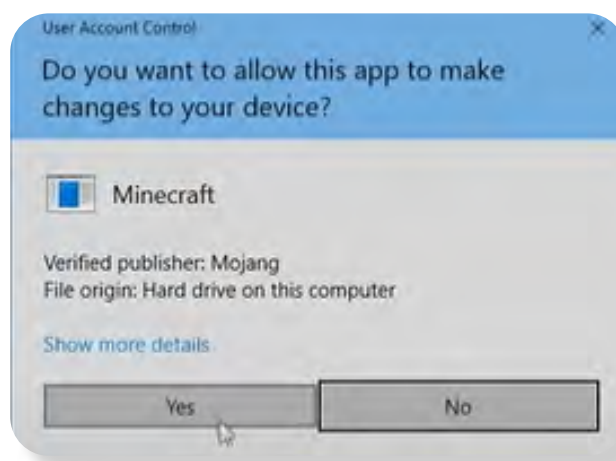 User Account Control
Do you want to allow this app to make
changes to your device?
Minecraft
Verified publisher: Mojang
File origin: Hard drive on this computer
Show more details
Yes
No